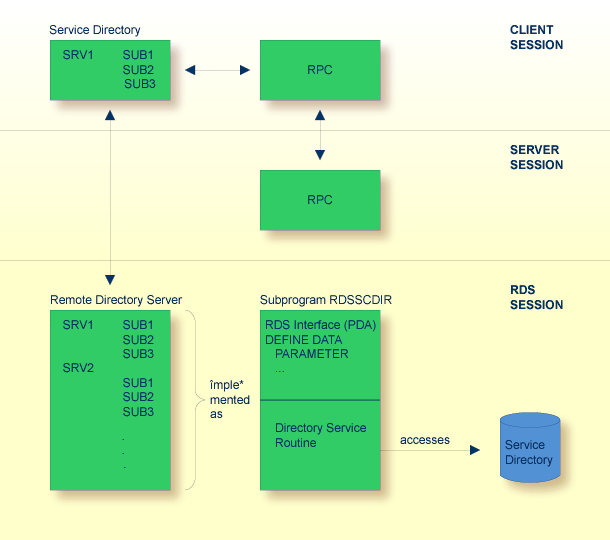 Service Directory
SRV1 SUB1
SUB2
SUB3
RPC
CLIENT
SESSION
RPC
SERVER
SESSION
Remote Directory Server
SRV1 SUB1
SUB2
SUB3
SRV2
SUB1
SUB2
SUB3
.
.
.
împle*
mented
as
Subprogram RDSSCDIR
RDS Interface (PDA)
DEFINE DATA
PARAMETER
...
Directory Service
Routine
accesses
RDS
SESSION
Service
Directory